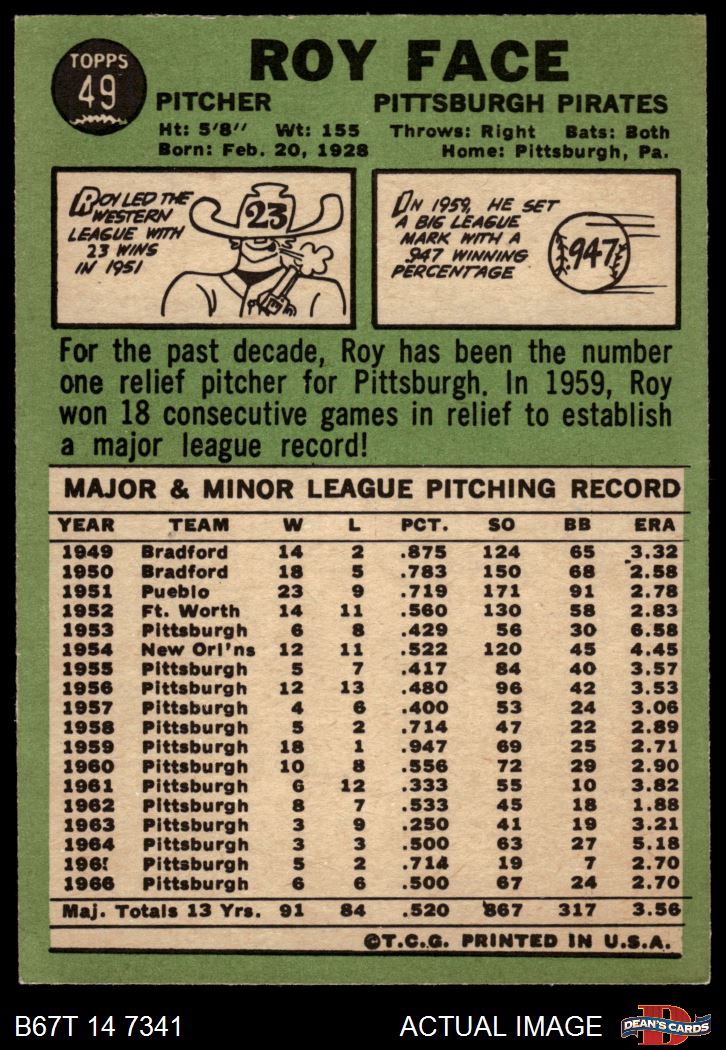 TOPPS
49
ROY FACE
PITCHER PITTSBURGH PIRATES
Ht: 5'8" Wt: 155 Throws: Right Bats: Both
Born: Feb. 20, 1928 Home: Pittsburgh, Pa.
ROY LED THE
WESTERN
LEAGUE WITH
23 WINS
IN 1951
23
IN 1959, HE SET
A BIG LEAGUE
MARK WITH A
.947 WINNING
PERCENTAGE
.947
For the past decade, Roy has been the number
one relief pitcher for Pittsburgh. In 1959, Roy
won 18 consecutive games in relief to establish
a major league record!
MAJOR & MINOR LEAGUE PITCHING RECORD
YEAR TEAM W L PCT. SO BB ERA
1949 Bradford 14 2 .875 124 65 3.32
1950 Bradford 18 5 .783 150 68 2.58
1951 Pueblo 23 9 .719 171 91 2.78
1952 Ft. Worth 14 11 .560 130 58 2.83
1953 Pittsburgh 6 8 .429 56 30 6.58
1954 New Orl'ns 12 11 .522 120 45 4.45
1955 Pittsburgh 5 7 .417 84 40 3.57
1956 Pittsburgh 12 13 .480 96 42 3.53
1957 Pittsburgh 4 6 .400 53 24 3.06
1958 Pittsburgh 5 2 .714 47 22 2.89
1959 Pittsburgh 18 1 .947 69 25 2.71
1960 Pittsburgh 10 8 .556 72 29 2.90
1961 Pittsburgh 6 12 .333 55 10 3.82
1962 Pittsburgh 8 7 .533 45 18 1.88
1963 Pittsburgh 3 9 .250 41 19 3.21
1964 Pittsburgh 3 3 .500 63 27 5.18
1965 Pittsburgh 5 2 .714 19 7 2.70
1966 Pittsburgh 6 6 .500 67 24 2.70
Maj. Totals 13 Yrs. 91 84 .520 867 317 3.56
©T.C.G. PRINTED IN U.S.A.
B67T 14 7341 ACTUAL IMAGE
D
DEAN'S CARDS